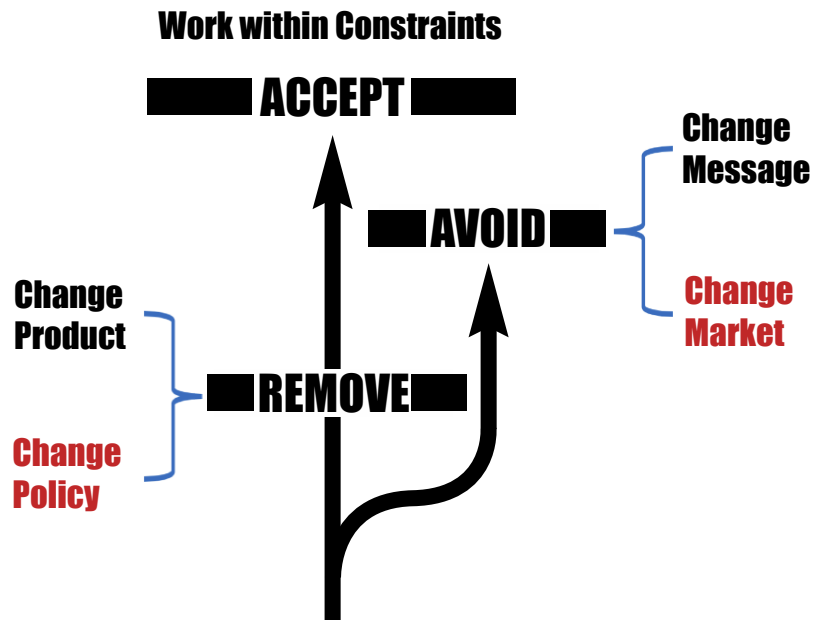 Work within Constraints
ACCEPT
Change
Message
AVOID
Change
Market
Change
Product
REMOVE
Change
Policy